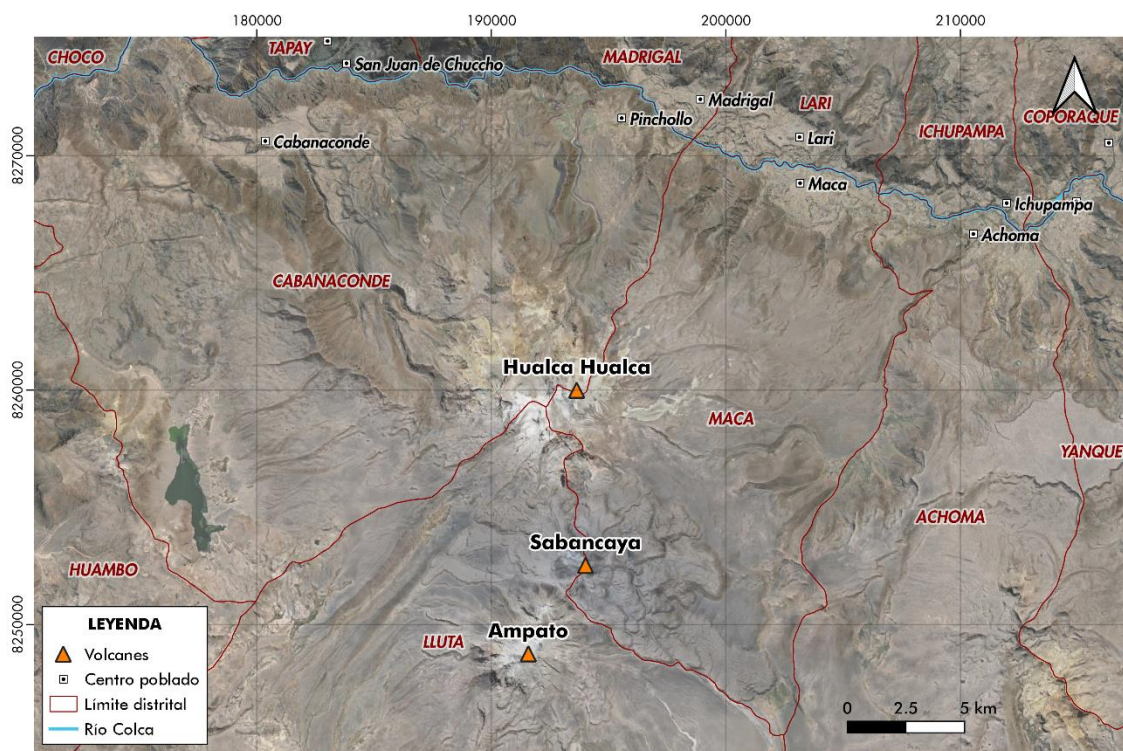 180000
190000
200000
210000
CHOCO
TAPAY
San Juan de Chuccho
MADRIGAL
Madrigal
LARI
COPORAQUE
ICHUPAMPA
Pinchollo
Lari
Cabanaconde
8270000
Maca
Ichupampa
Achoma
CABANACONDE
Hualca Hualca
8260000
MACA
YANQUE
ACHOMA
Sabancaya
HUAMBO
8250000
Ampato
LLUTA
LEYENDA
Volcanes
Centro poblado
Límite distrital
Río Colca
0 2.5 5 km